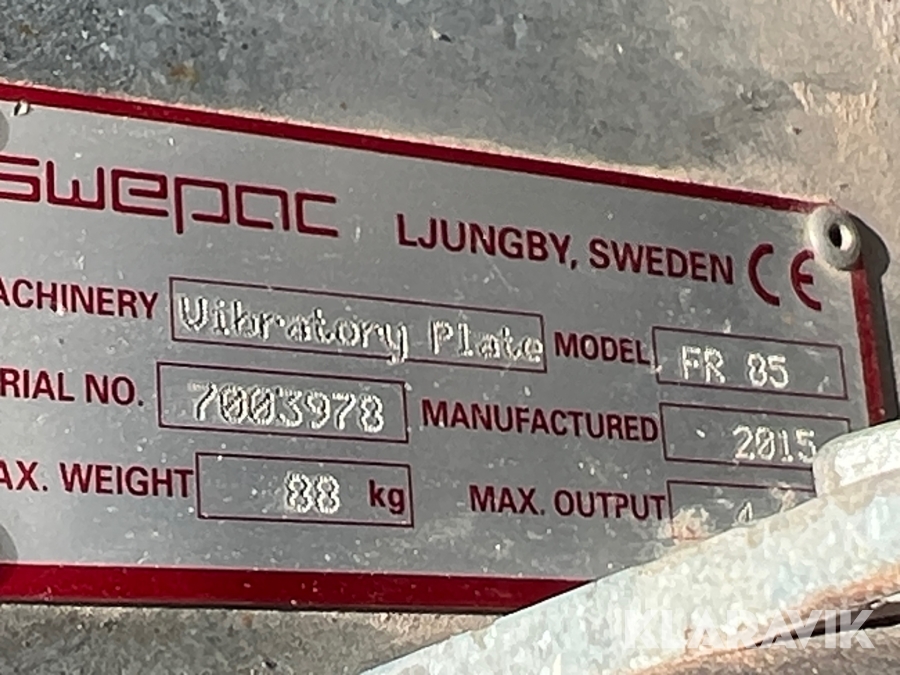 swepac LJUNGBY, SWEDEN CE
ACHINERY Vibratory Plate MODEL FR 85
RIAL NO. 7003978 MANUFACTURED 2015
AX. WEIGHT 88 kg MAX. OUTPUT
KLARAVIK